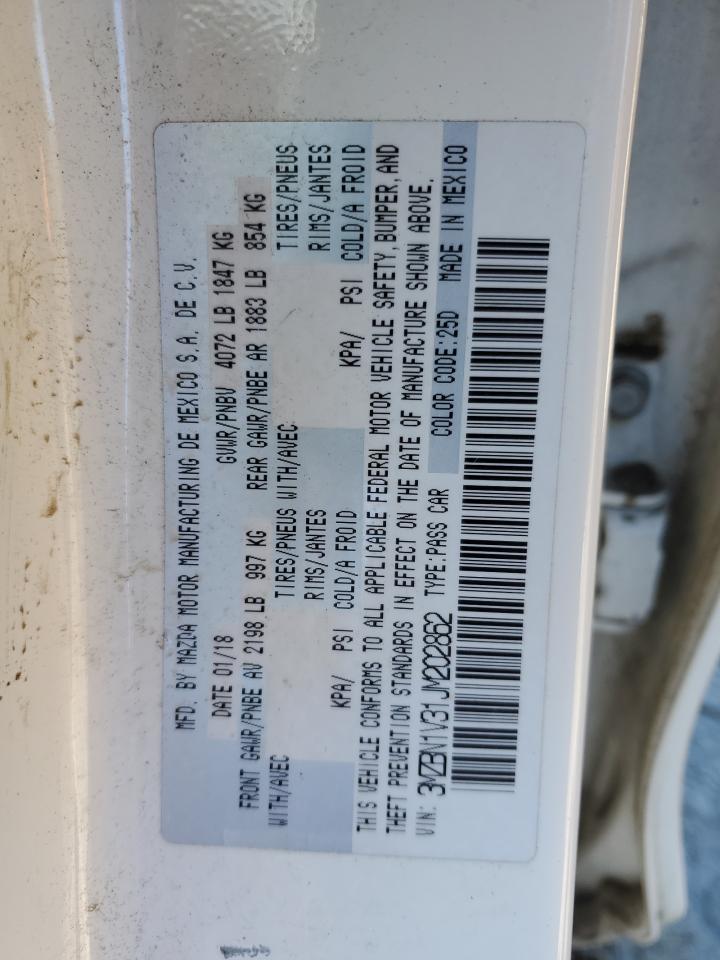 MFD. BY MAZDA MOTOR MANUFACTURING DE MEXICO S.A. DE C.V.
DATE 01/18 GVWR/PNBV 4072 LB 1847 KG
FRONT GAWR/PNBE AV 2198 LB 997 KG REAR GAWR/PNBE AR 1883 LB 854 KG
WITH/AVEC TIRES/PNEUS WITH/AVEC TIRES/PNEUS
RIMS/JANTES RIMS/JANTES
KPA/ PSI COLD/A FROID KPA/ PSI COLD/A FROID
THIS VEHICLE CONFORMS TO ALL APPLICABLE FEDERAL MOTOR VEHICLE SAFETY, BUMPER, AND
THEFT PREVENTION STANDARDS IN EFFECT ON THE DATE OF MANUFACTURE SHOWN ABOVE.
VIN: 3MZBN1V31JM202862 TYPE:PASS CAR COLOR CODE:25D MADE IN MEXICO